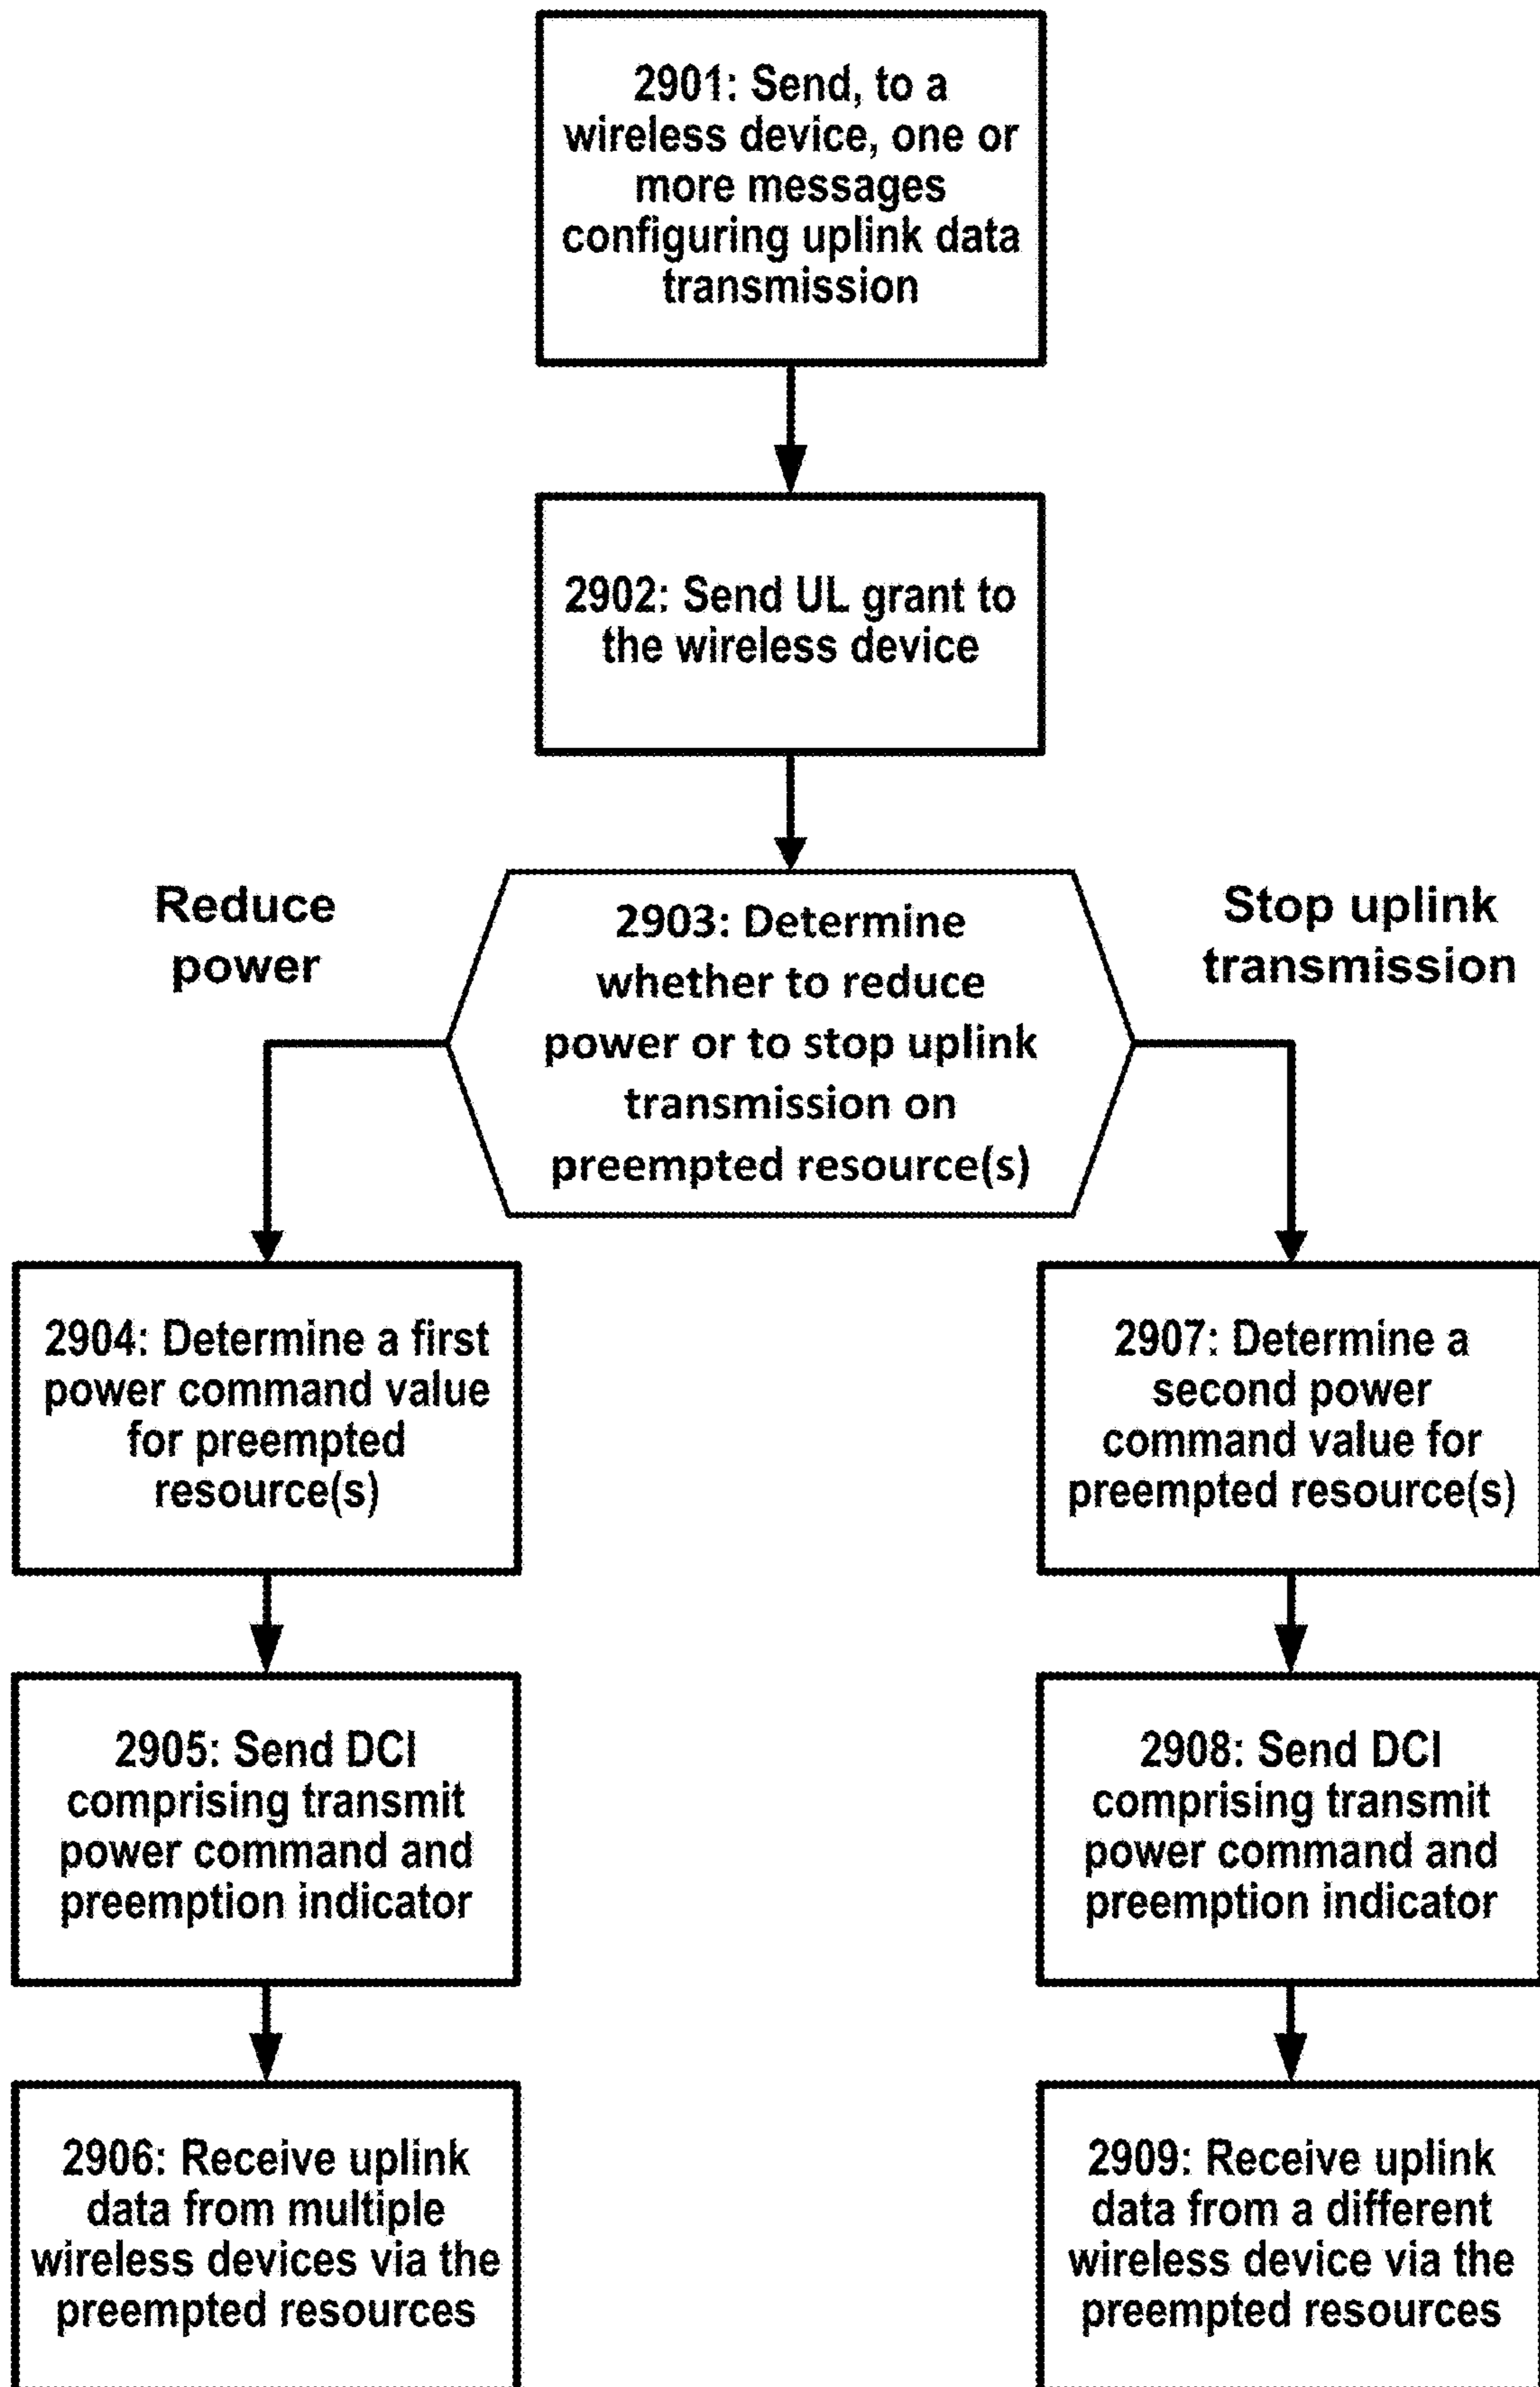 2901: Send, to a
wireless device, one or
more messages
configuring uplink data
transmission
2902: Send UL grant to
the wireless device
Reduce
power
2903: Determine
whether to reduce
power or to stop uplink
transmission on
preempted resource(s)
Stop uplink
transmission
2904: Determine a first
power command value
for preempted
resource(s)
2907: Determine a
second power
command value for
preempted resource(s)
2905: Send DCI
comprising transmit
power command and
preemption indicator
2908: Send DCI
comprising transmit
power command and
preemption indicator
2906: Receive uplink
data from multiple
wireless devices via the
preempted resources
2909: Receive uplink
data from a different
wireless device via the
preempted resources